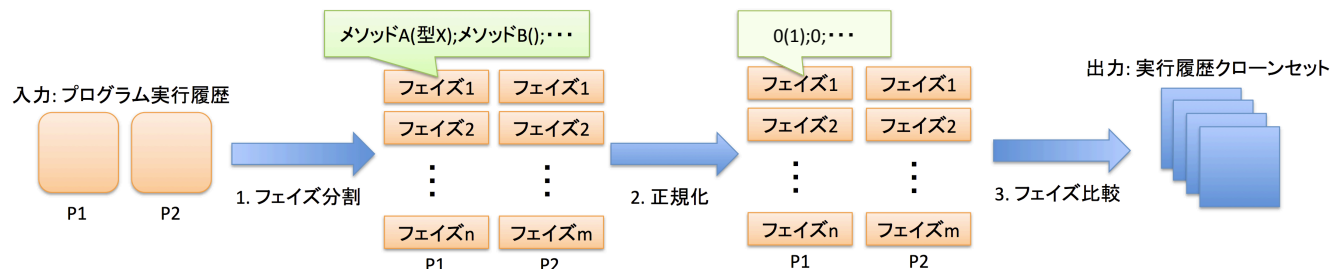 入力: プログラム実行履歴
P1
P2
1. フェイズ分割
メソッドA(型X);メソッドB();・・・
フェイズ1
フェイズ1
フェイズ2
フェイズ2
フェイズn
フェイズm
P1
P2
2. 正規化
0(1);0;・・・
フェイズ1
フェイズ1
フェイズ2
フェイズ2
フェイズn
フェイズm
P1
P2
3. フェイズ比較
出力: 実行履歴クローンセット